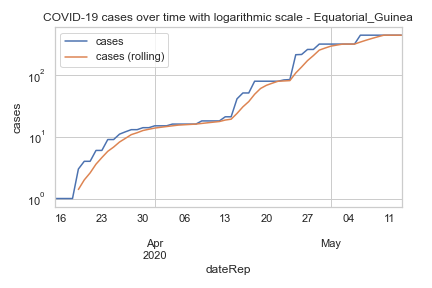 COVID-19 cases over time with logarithmic scale - Equatorial_Guinea
cases
cases (rolling)
10²
10¹
10⁰
cases
16 23 30 06 13 20 27 04 11
Apr May
2020
dateRep